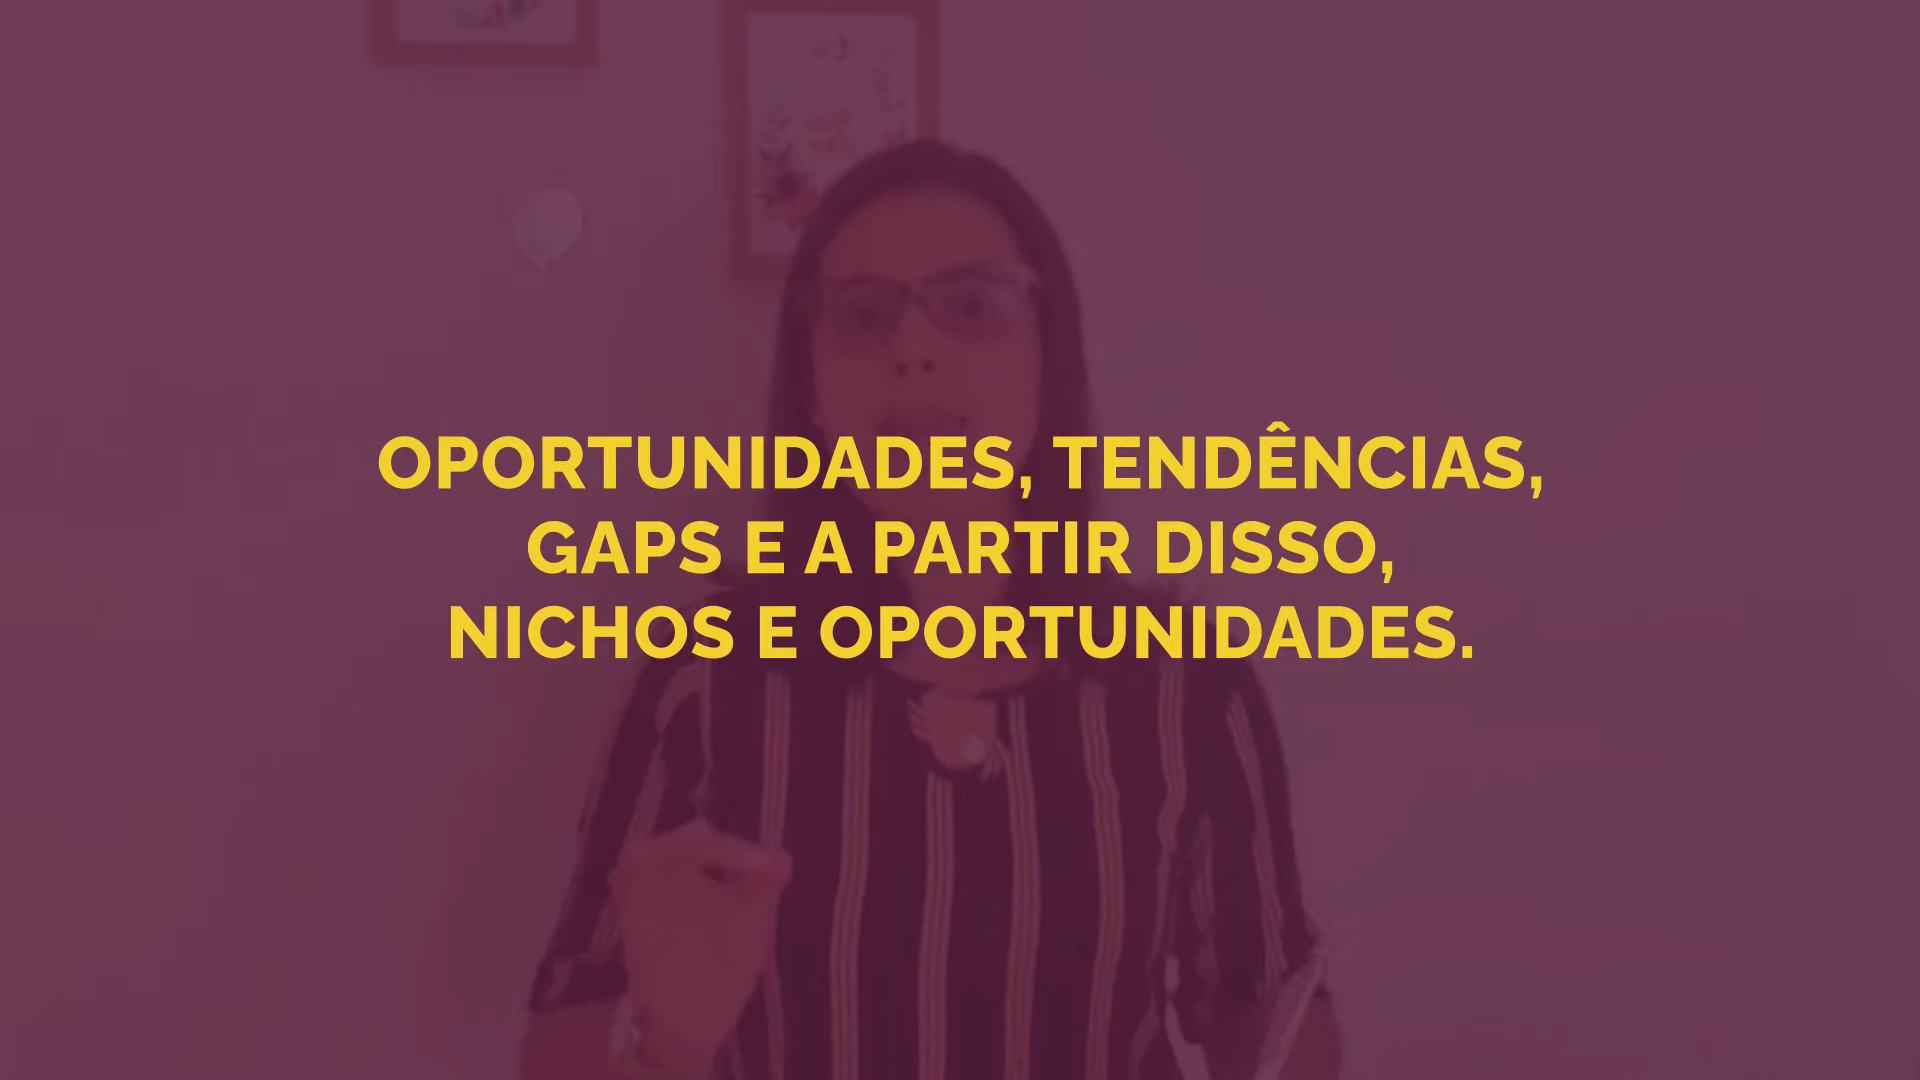 OPORTUNIDADES, TENDÊNCIAS,
GAPS E A PARTIR DISSO,
NICHOS E OPORTUNIDADES.